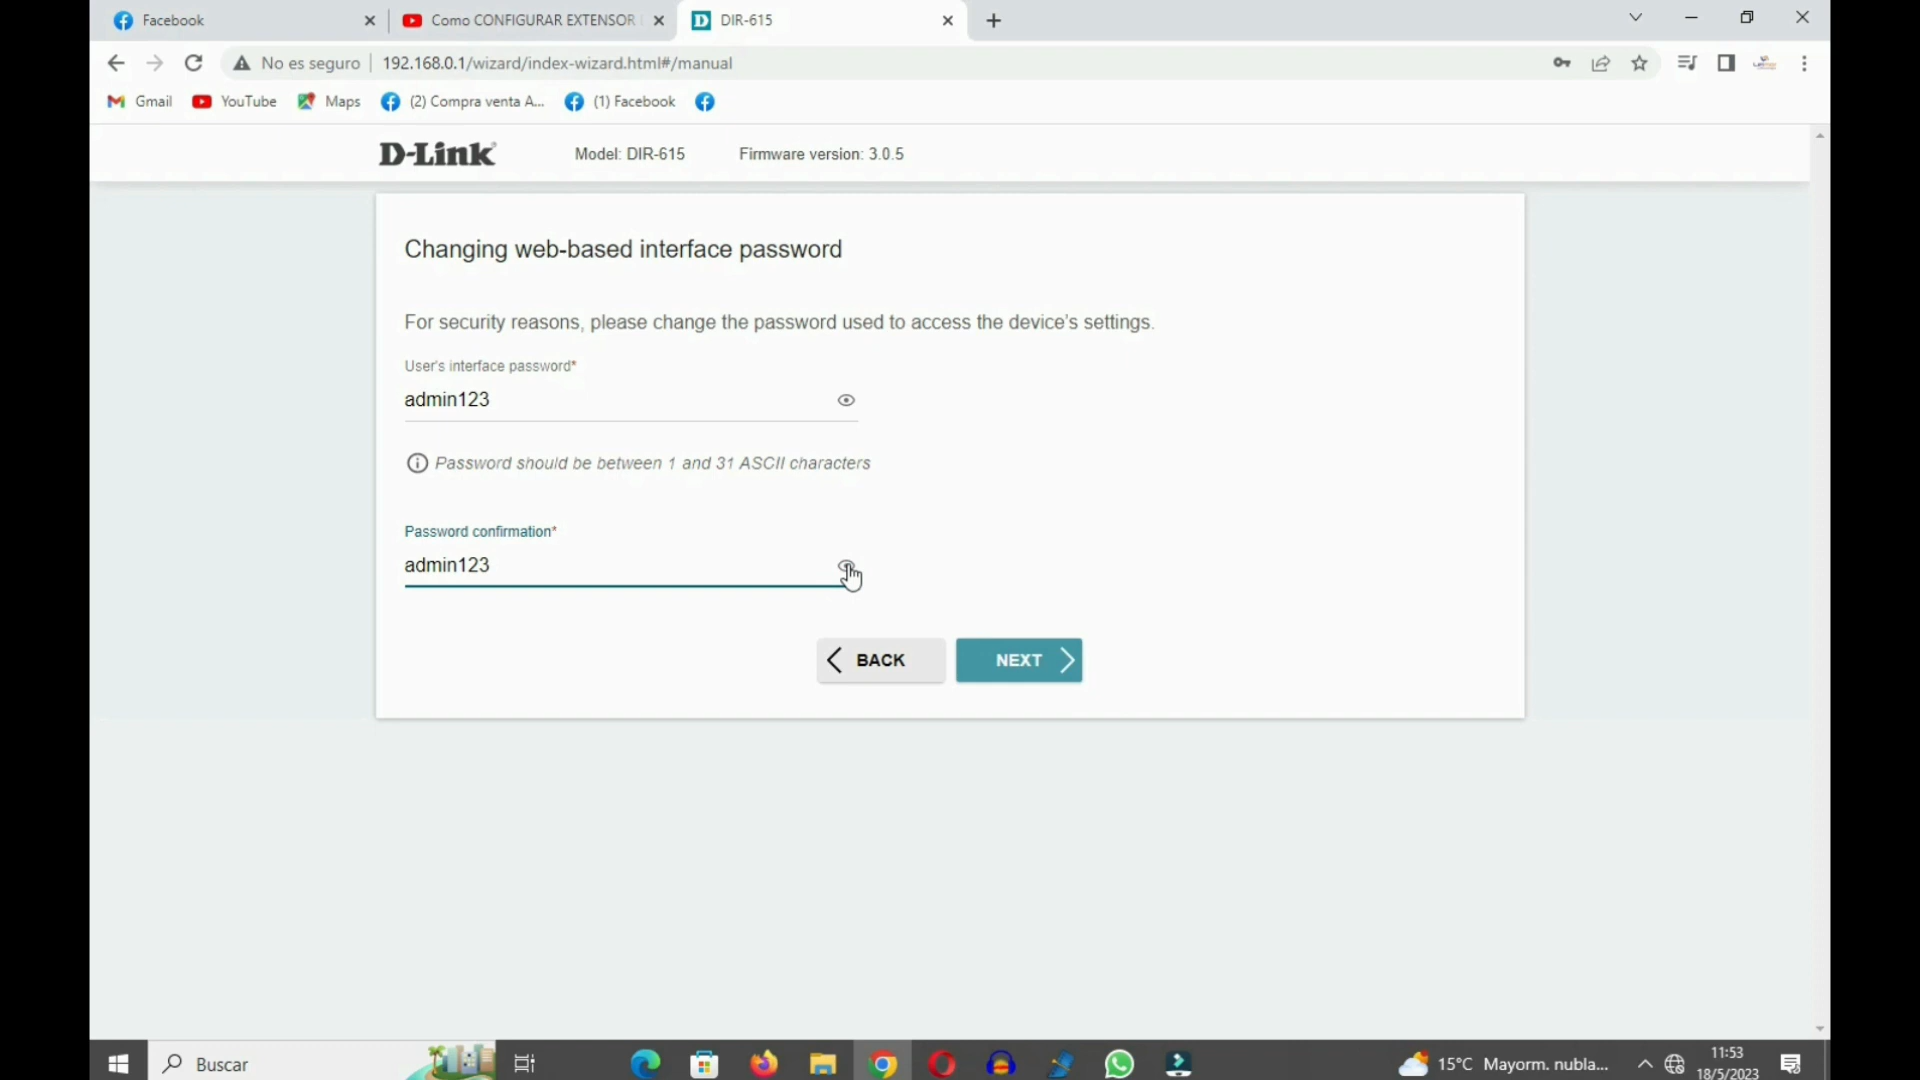 Facebook
Como CONFIGURAR EXTENSOR
DIR-615
No es seguro
192.168.0.1/wizard/index-wizard.html#/manual
Gmail
YouTube
Maps
(2) Compra venta A...
(1) Facebook
D-Link
Model: DIR-615
Firmware version: 3.0.5
Changing web-based interface password
For security reasons, please change the password used to access the device's settings.
User's interface password*
admin123
Password should be between 1 and 31 ASCII characters
Password confirmation*
admin123
BACK
NEXT
Buscar
15°C Mayorm. nubla...
11:53
18/5/2023